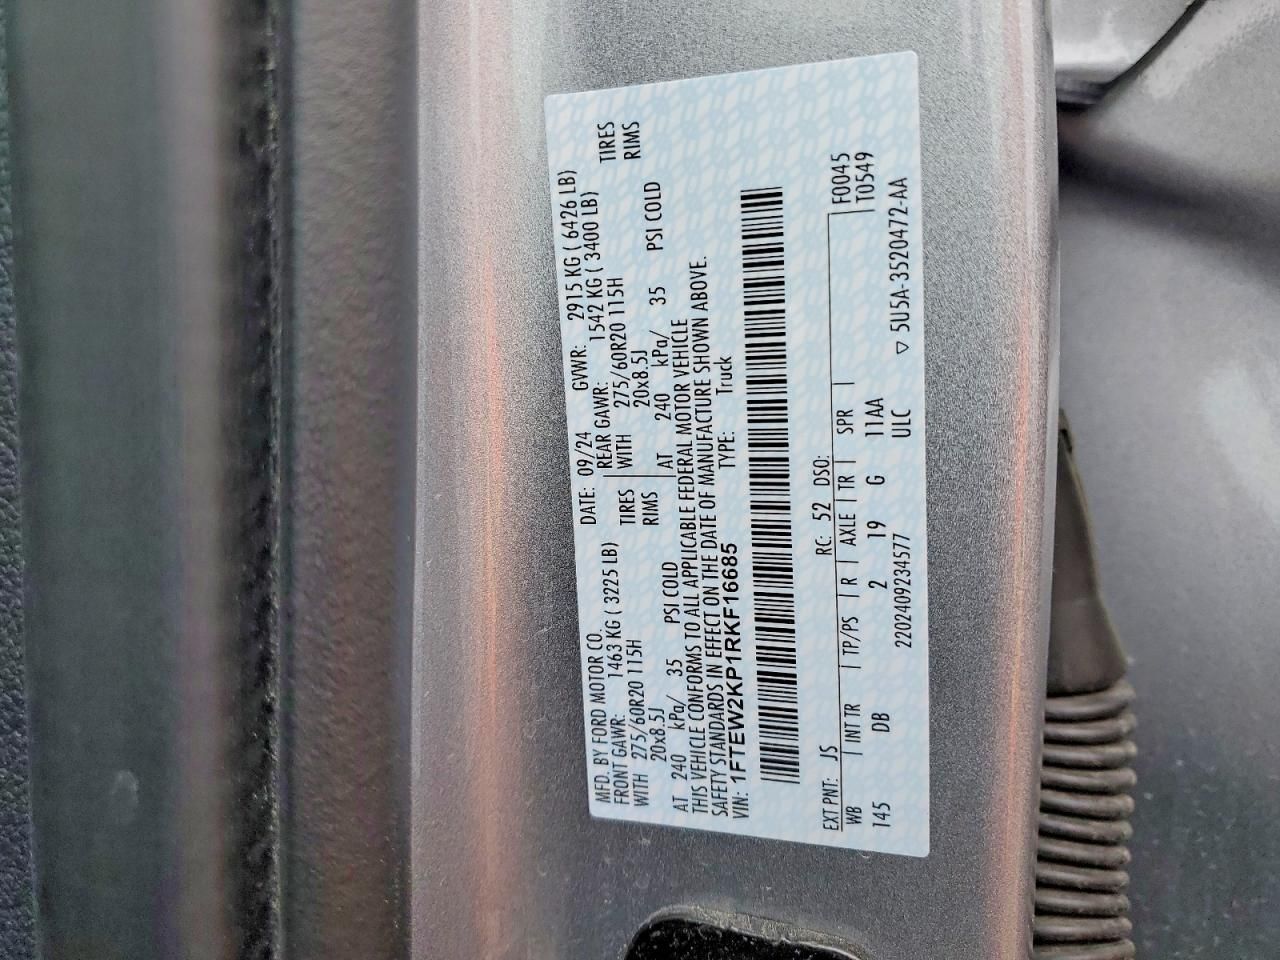 MFD. BY FORD MOTOR CO. DATE: 09/24 GVWR: 2915 KG ( 6426 LB)
FRONT GAWR: 1463 KG ( 3225 LB) REAR GAWR: 1542 KG ( 3400 LB)
WITH 275/60R20 115H TIRES WITH 275/60R20 115H TIRES
20x8.5J RIMS 20x8.5J RIMS
AT 240 kPa/ 35 PSI COLD AT 240 kPa/ 35 PSI COLD
THIS VEHICLE CONFORMS TO ALL APPLICABLE FEDERAL MOTOR VEHICLE
SAFETY STANDARDS IN EFFECT ON THE DATE OF MANUFACTURE SHOWN ABOVE.
VIN: 1FTEW2KP1RKF16685 TYPE: Truck
EXT PNT: JS RC: 52 DSO: F0045
WB INT TR TP/PS R AXLE TR SPR T0549
145 DB 2 19 G 11AA
2202409234577 ULC ▽ 5U5A-3520472-AA